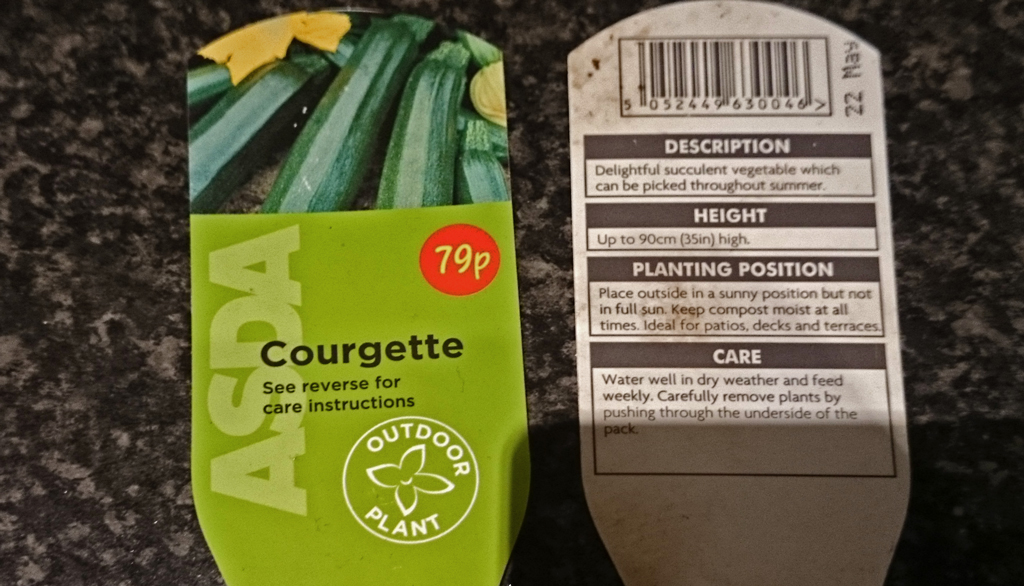 ASDA
79p
Courgette
See reverse for
care instructions
OUTDOOR
PLANT
5 052449 630046 >
22 May
DESCRIPTION
Delightful succulent vegetable which
can be picked throughout summer.
HEIGHT
Up to 90cm (35in) high.
PLANTING POSITION
Place outside in a sunny position but not
in full sun. Keep compost moist at all
times. Ideal for patios, decks and terraces.
CARE
Water well in dry weather and feed
weekly. Carefully remove plants by
pushing through the underside of the
pack.